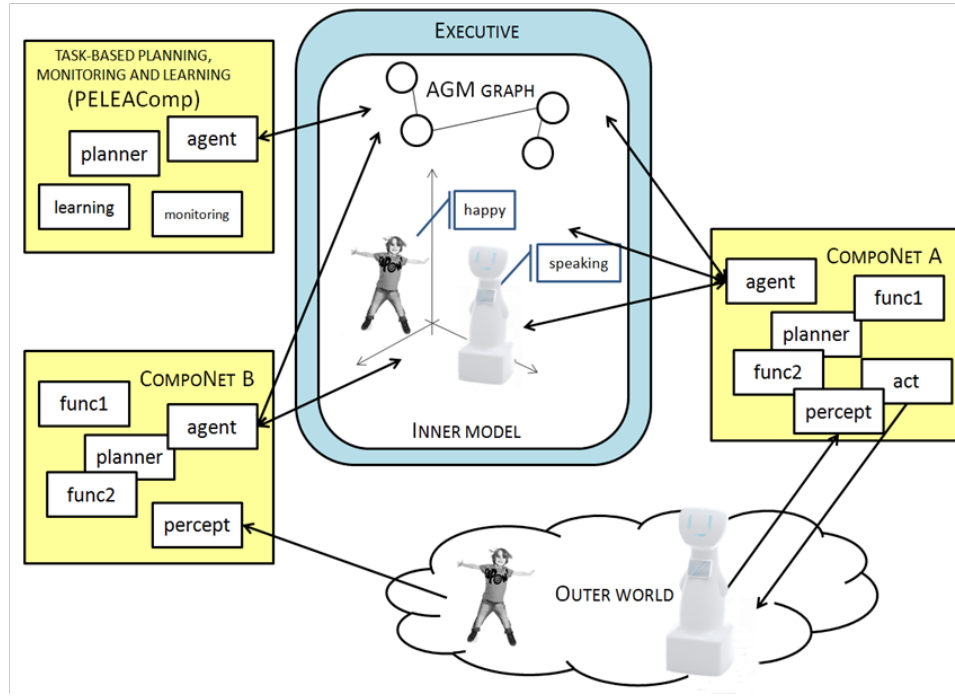 EXECUTIVE
TASK-BASED PLANNING,
MONITORING AND LEARNING
(PELEAComp)
agent
planner
learning
monitoring
AGM GRAPH
happy
speaking
INNER MODEL
COMPONET A
agent
func1
planner
func2
act
percept
COMPONET B
func1
agent
planner
func2
percept
OUTER WORLD